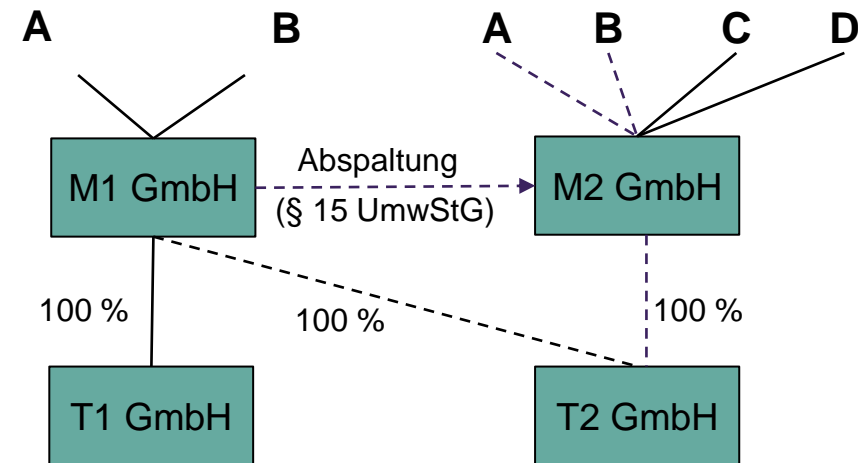 A B A B C D
Abspaltung
M1 GmbH M2 GmbH
(§ 15 UmwStG)
100 % 100 % 100 %
T1 GmbH T2 GmbH